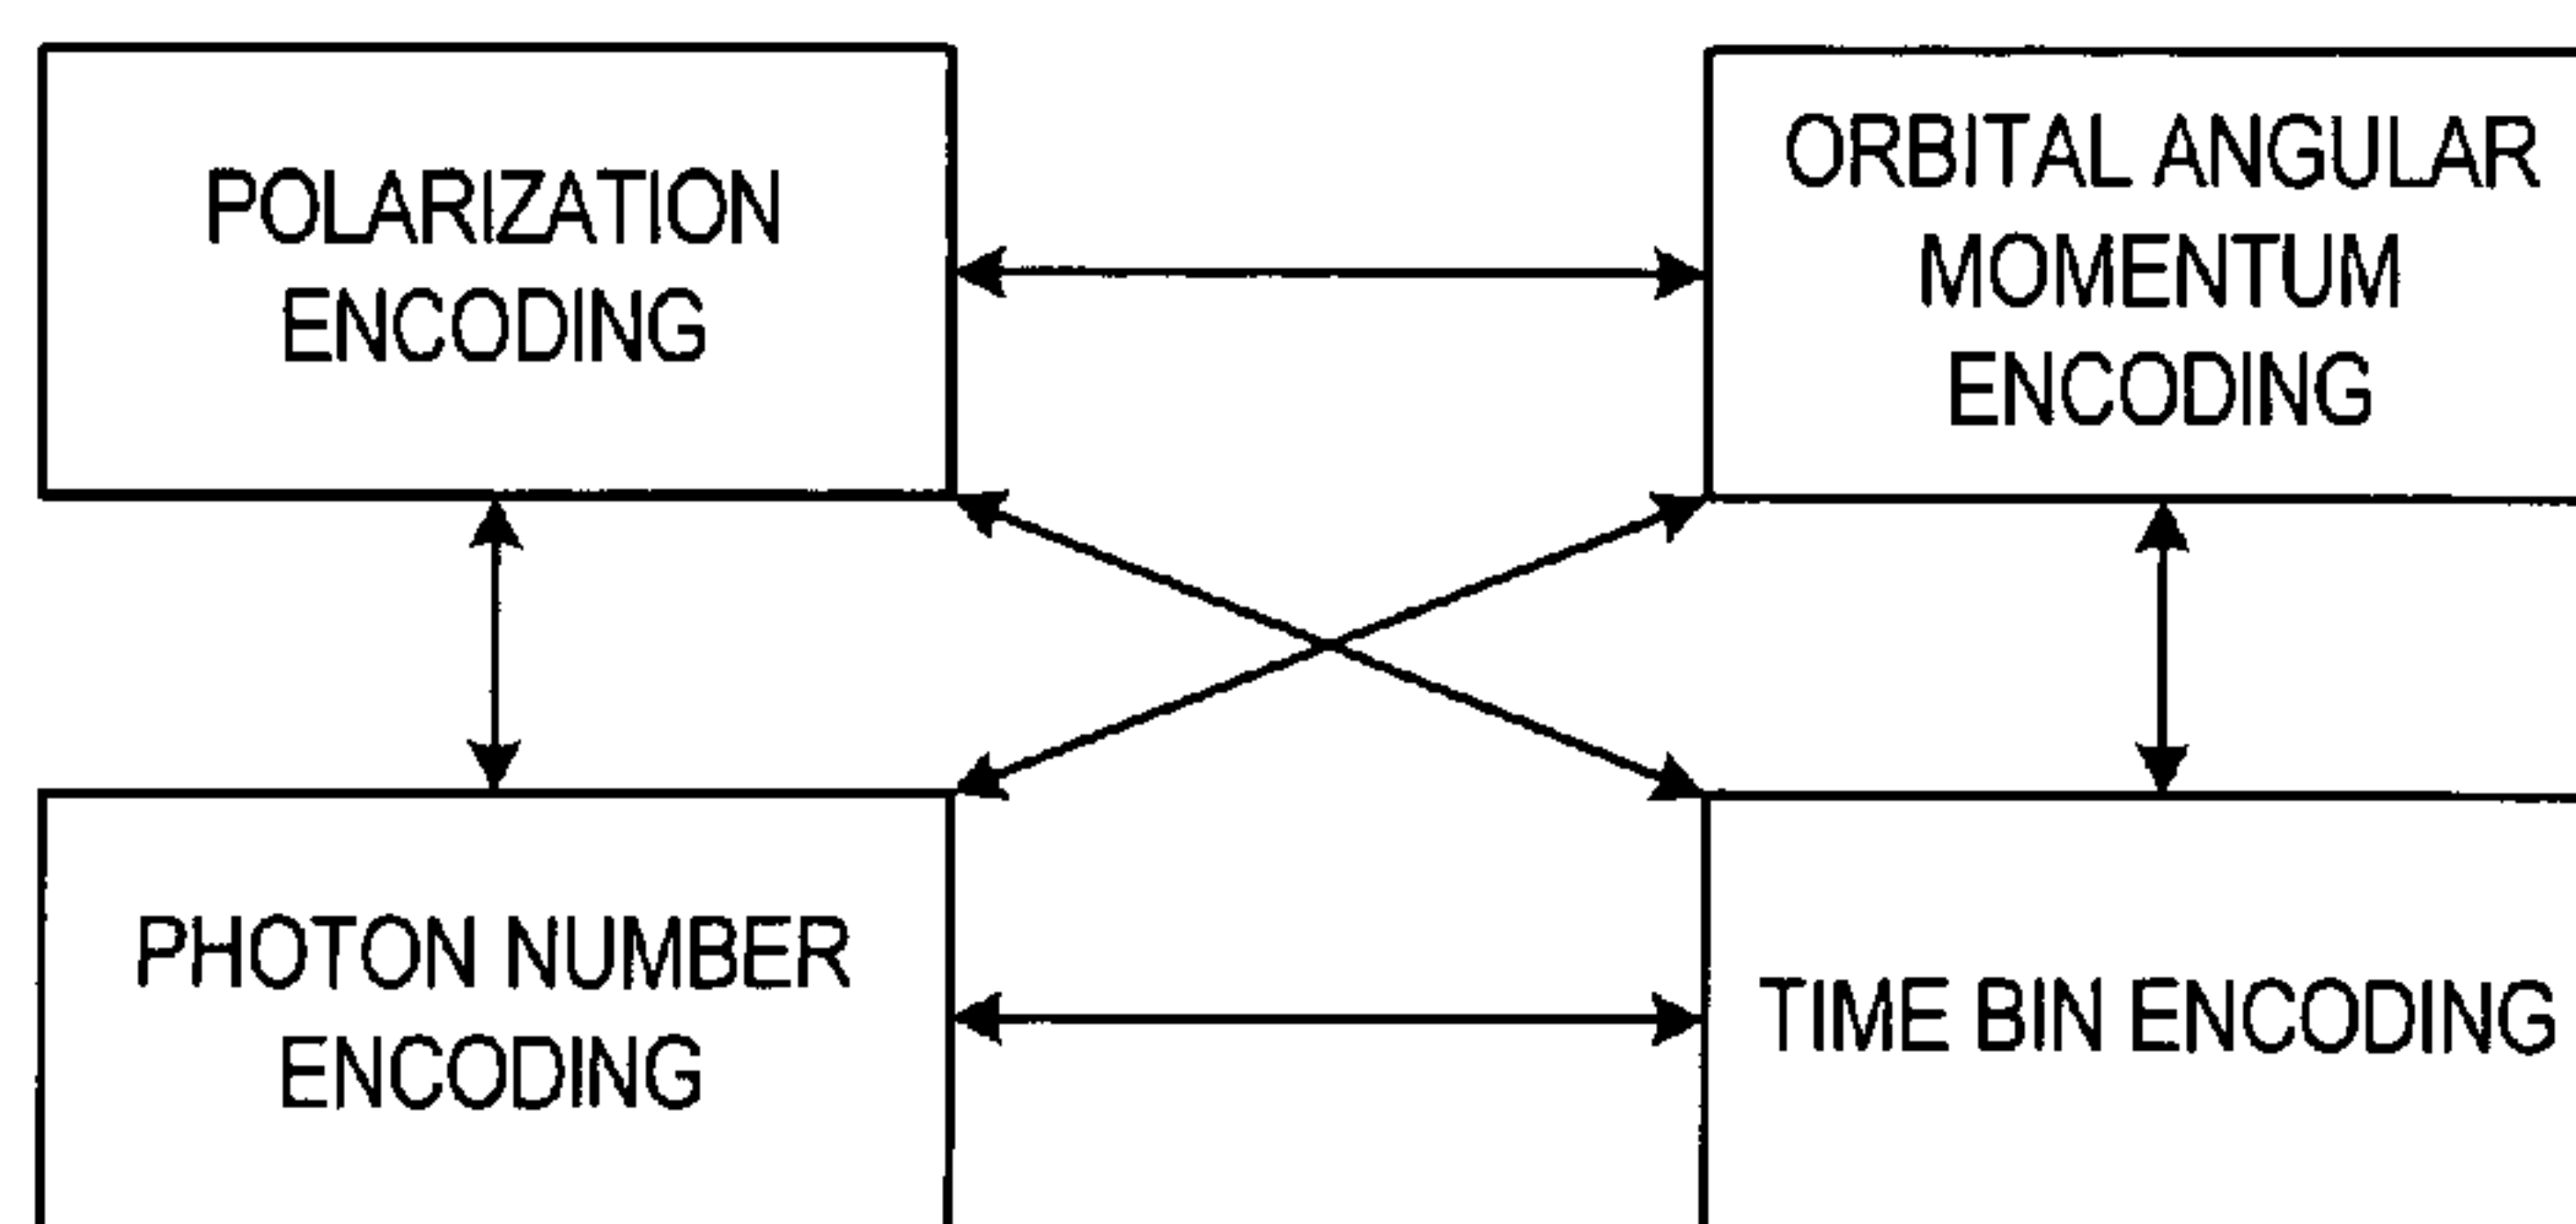 POLARIZATION
ENCODING
ORBITAL ANGULAR
MOMENTUM
ENCODING
PHOTON NUMBER
ENCODING
TIME BIN ENCODING